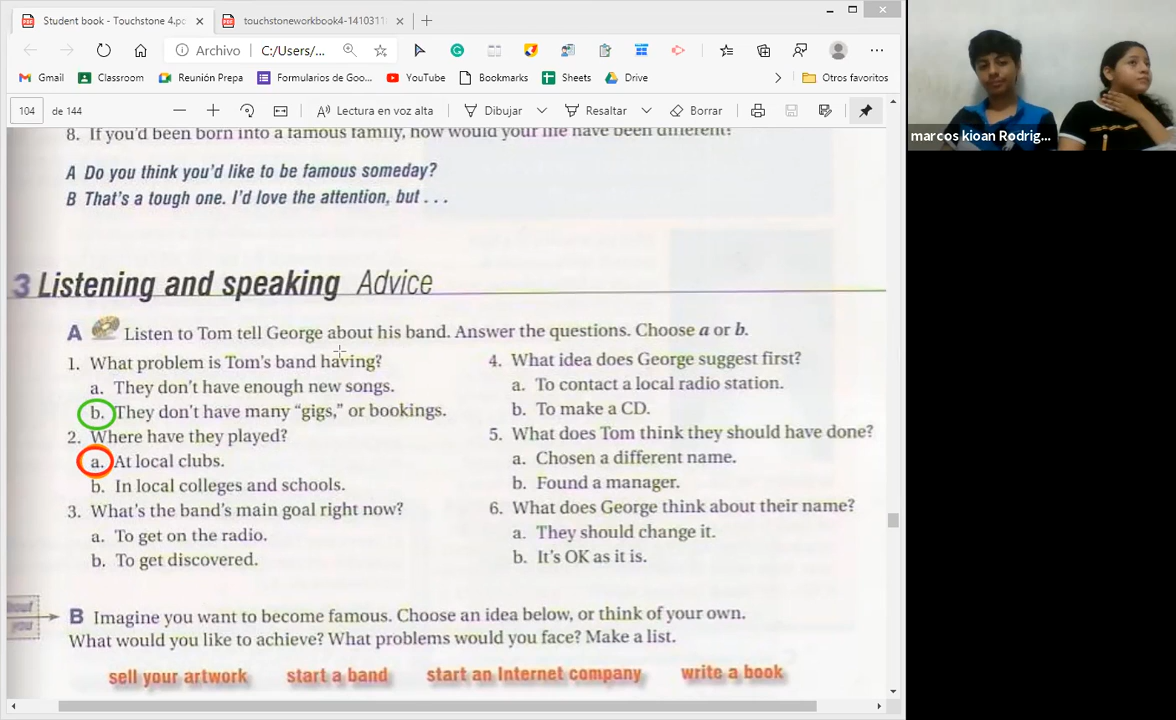 Student book - Touchstone 4.pc
touchstoneworkbook4-1410311
Archivo
C:/Users/...
Gmail
Classroom
Reunión Prepa
Formularios de Goo...
YouTube
Bookmarks
Sheets
Drive
Otros favoritos
104 de 144
Lectura en voz alta
Dibujar
Resaltar
Borrar
8. If you'd been born into a famous family, how would your life have been different?
A Do you think you'd like to be famous someday?
B That's a tough one. I'd love the attention, but . . .
3 Listening and speaking Advice
A Listen to Tom tell George about his band. Answer the questions. Choose a or b.
1. What problem is Tom's band having?
a. They don't have enough new songs.
b. They don't have many "gigs," or bookings.
2. Where have they played?
a. At local clubs.
b. In local colleges and schools.
3. What's the band's main goal right now?
a. To get on the radio.
b. To get discovered.
4. What idea does George suggest first?
a. To contact a local radio station.
b. To make a CD.
5. What does Tom think they should have done?
a. Chosen a different name.
b. Found a manager.
6. What does George think about their name?
a. They should change it.
b. It's OK as it is.
about
you
B Imagine you want to become famous. Choose an idea below, or think of your own.
What would you like to achieve? What problems would you face? Make a list.
sell your artwork start a band start an Internet company write a book
marcos kioan Rodrig...